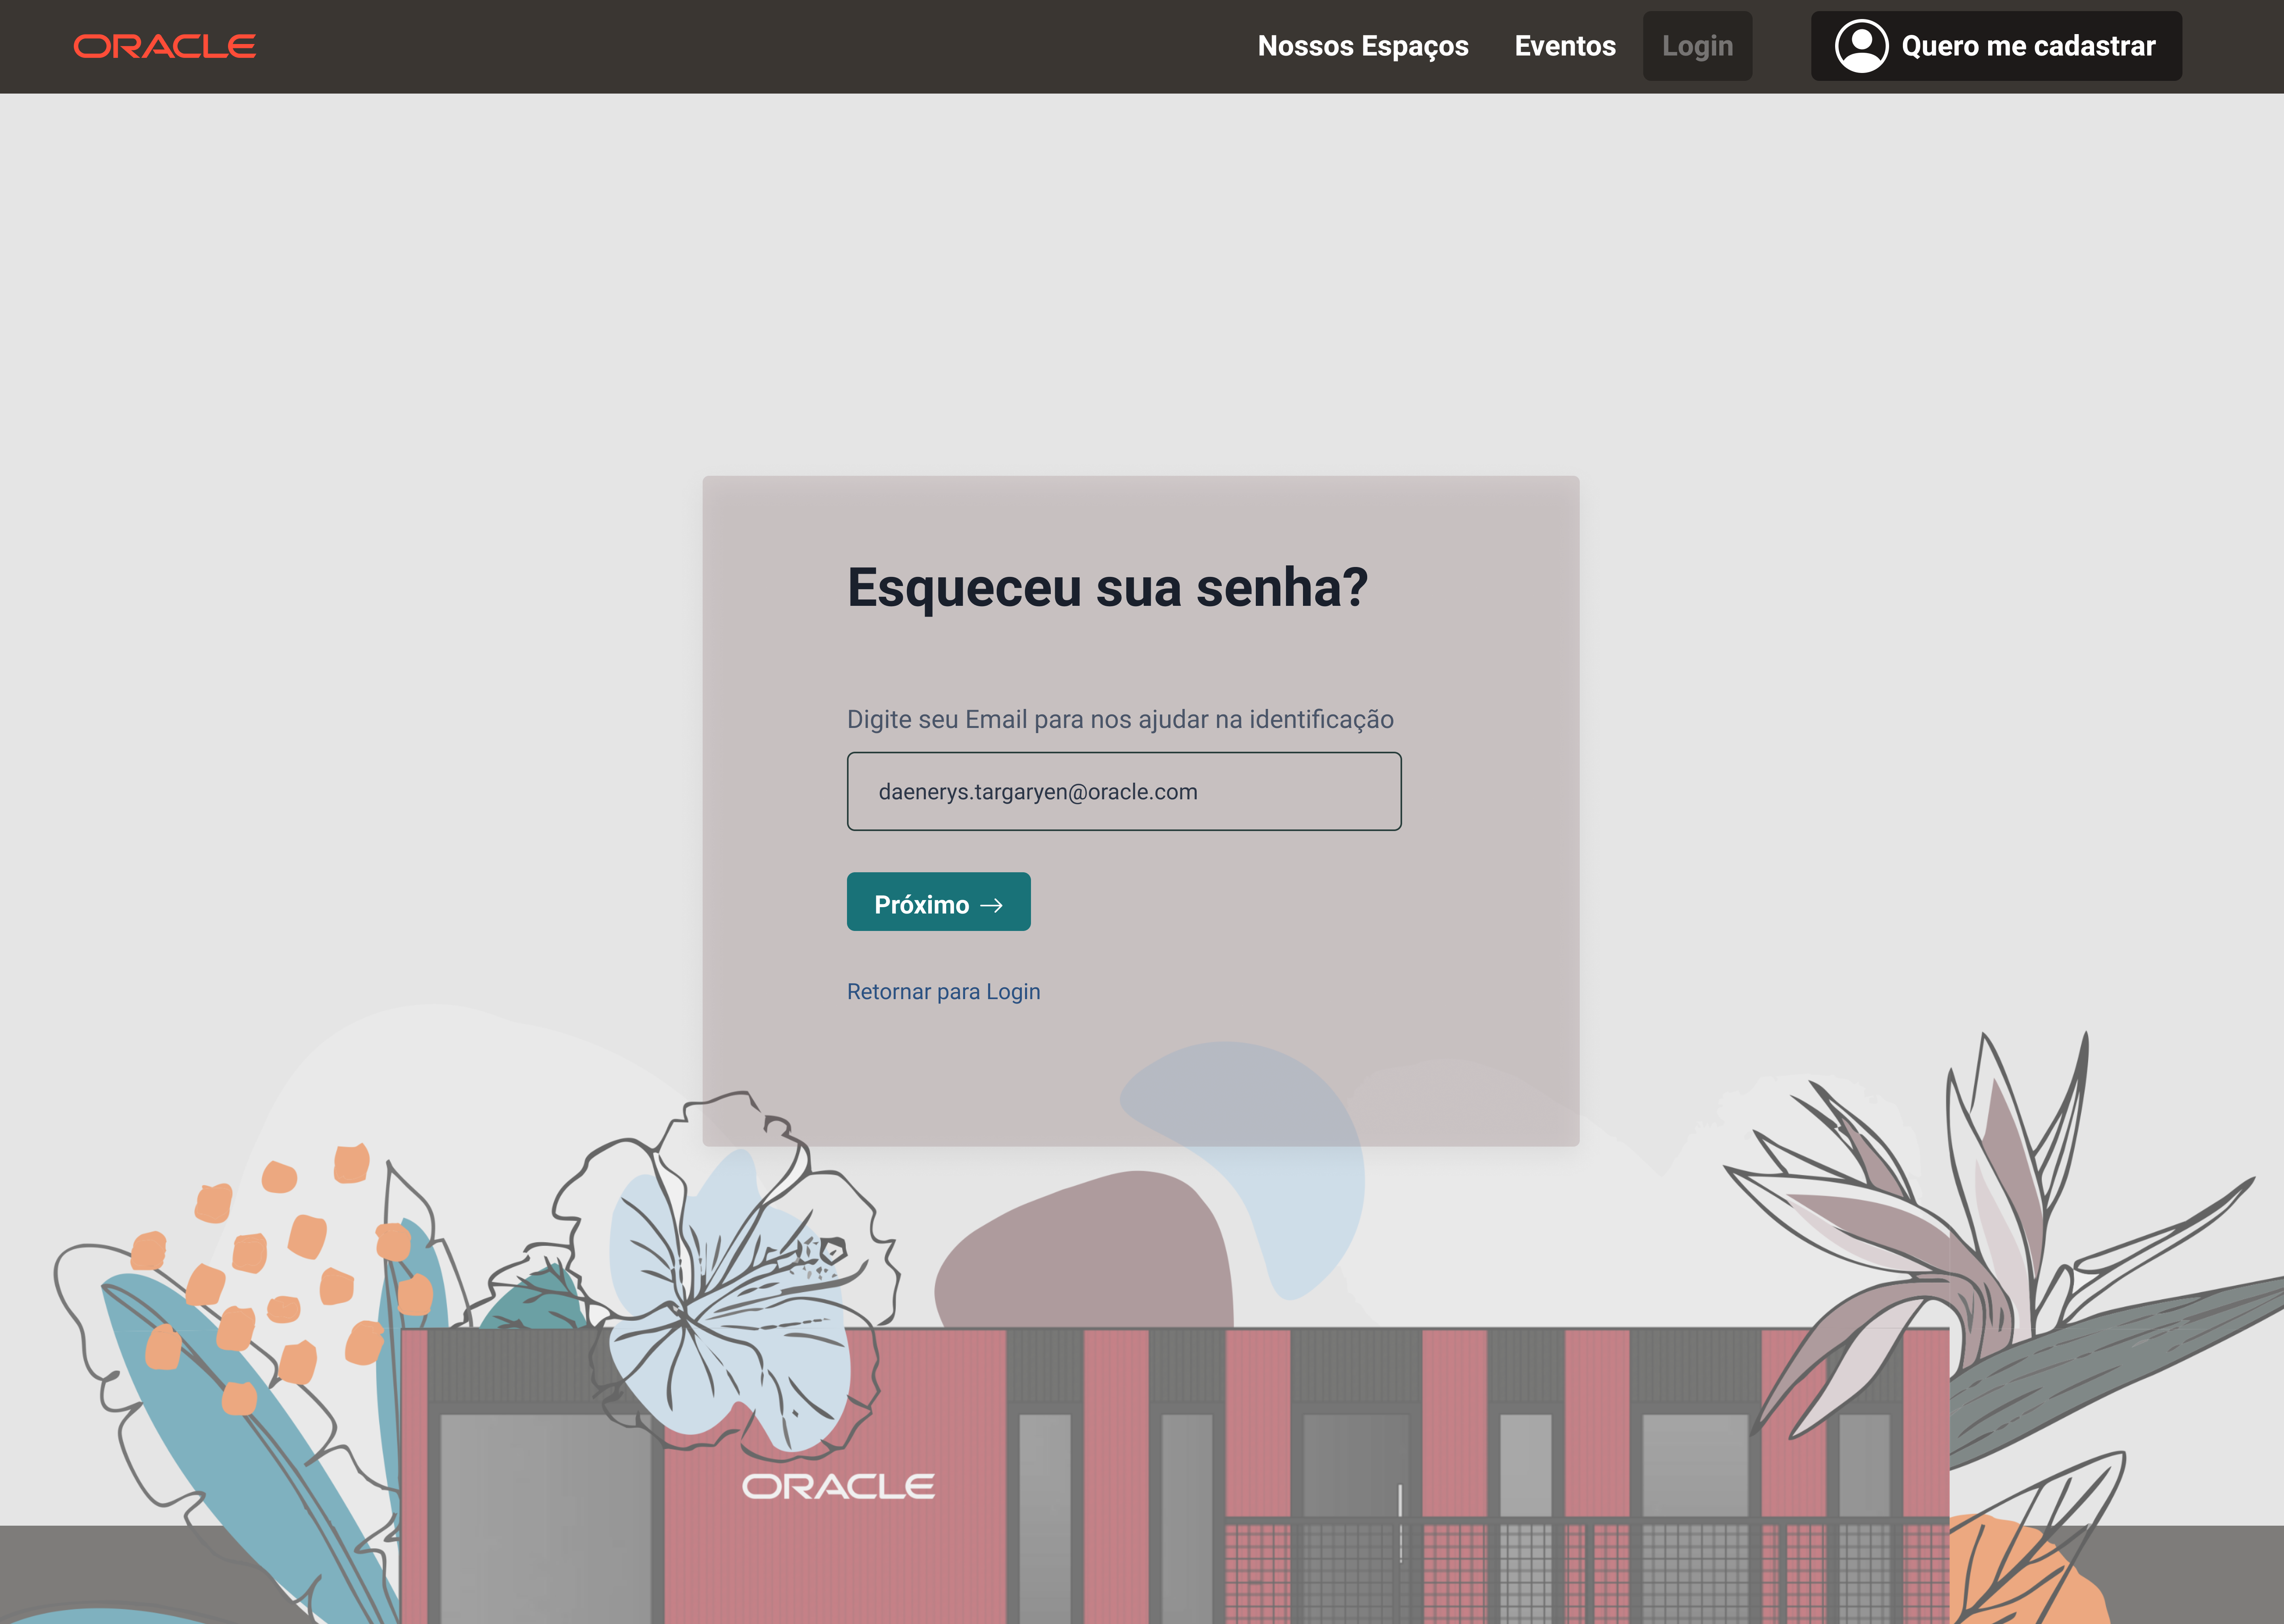 ORACLE
Nossos Espaços
Eventos
Login
Quero me cadastrar
Esqueceu sua senha?
Digite seu Email para nos ajudar na identificação
daenerys.targaryen@oracle.com
Próximo →
Retornar para Login
ORACLE